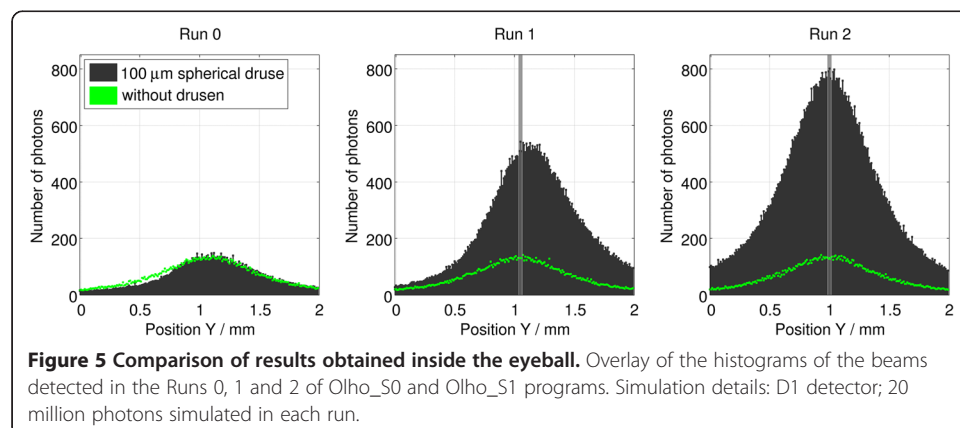 Run 0
Run 1
Run 2
Number of photons
800
600
400
200
0
100 μm spherical druse
without drusen
0
0.5
1
1.5
2
Position Y / mm
Number of photons
800
600
400
200
0
0
0.5
1
1.5
2
Position Y / mm
Number of photons
800
600
400
200
0
0
0.5
1
1.5
2
Position Y / mm
Figure 5 Comparison of results obtained inside the eyeball. Overlay of the histograms of the beams
detected in the Runs 0, 1 and 2 of Olho_S0 and Olho_S1 programs. Simulation details: D1 detector; 20
million photons simulated in each run.